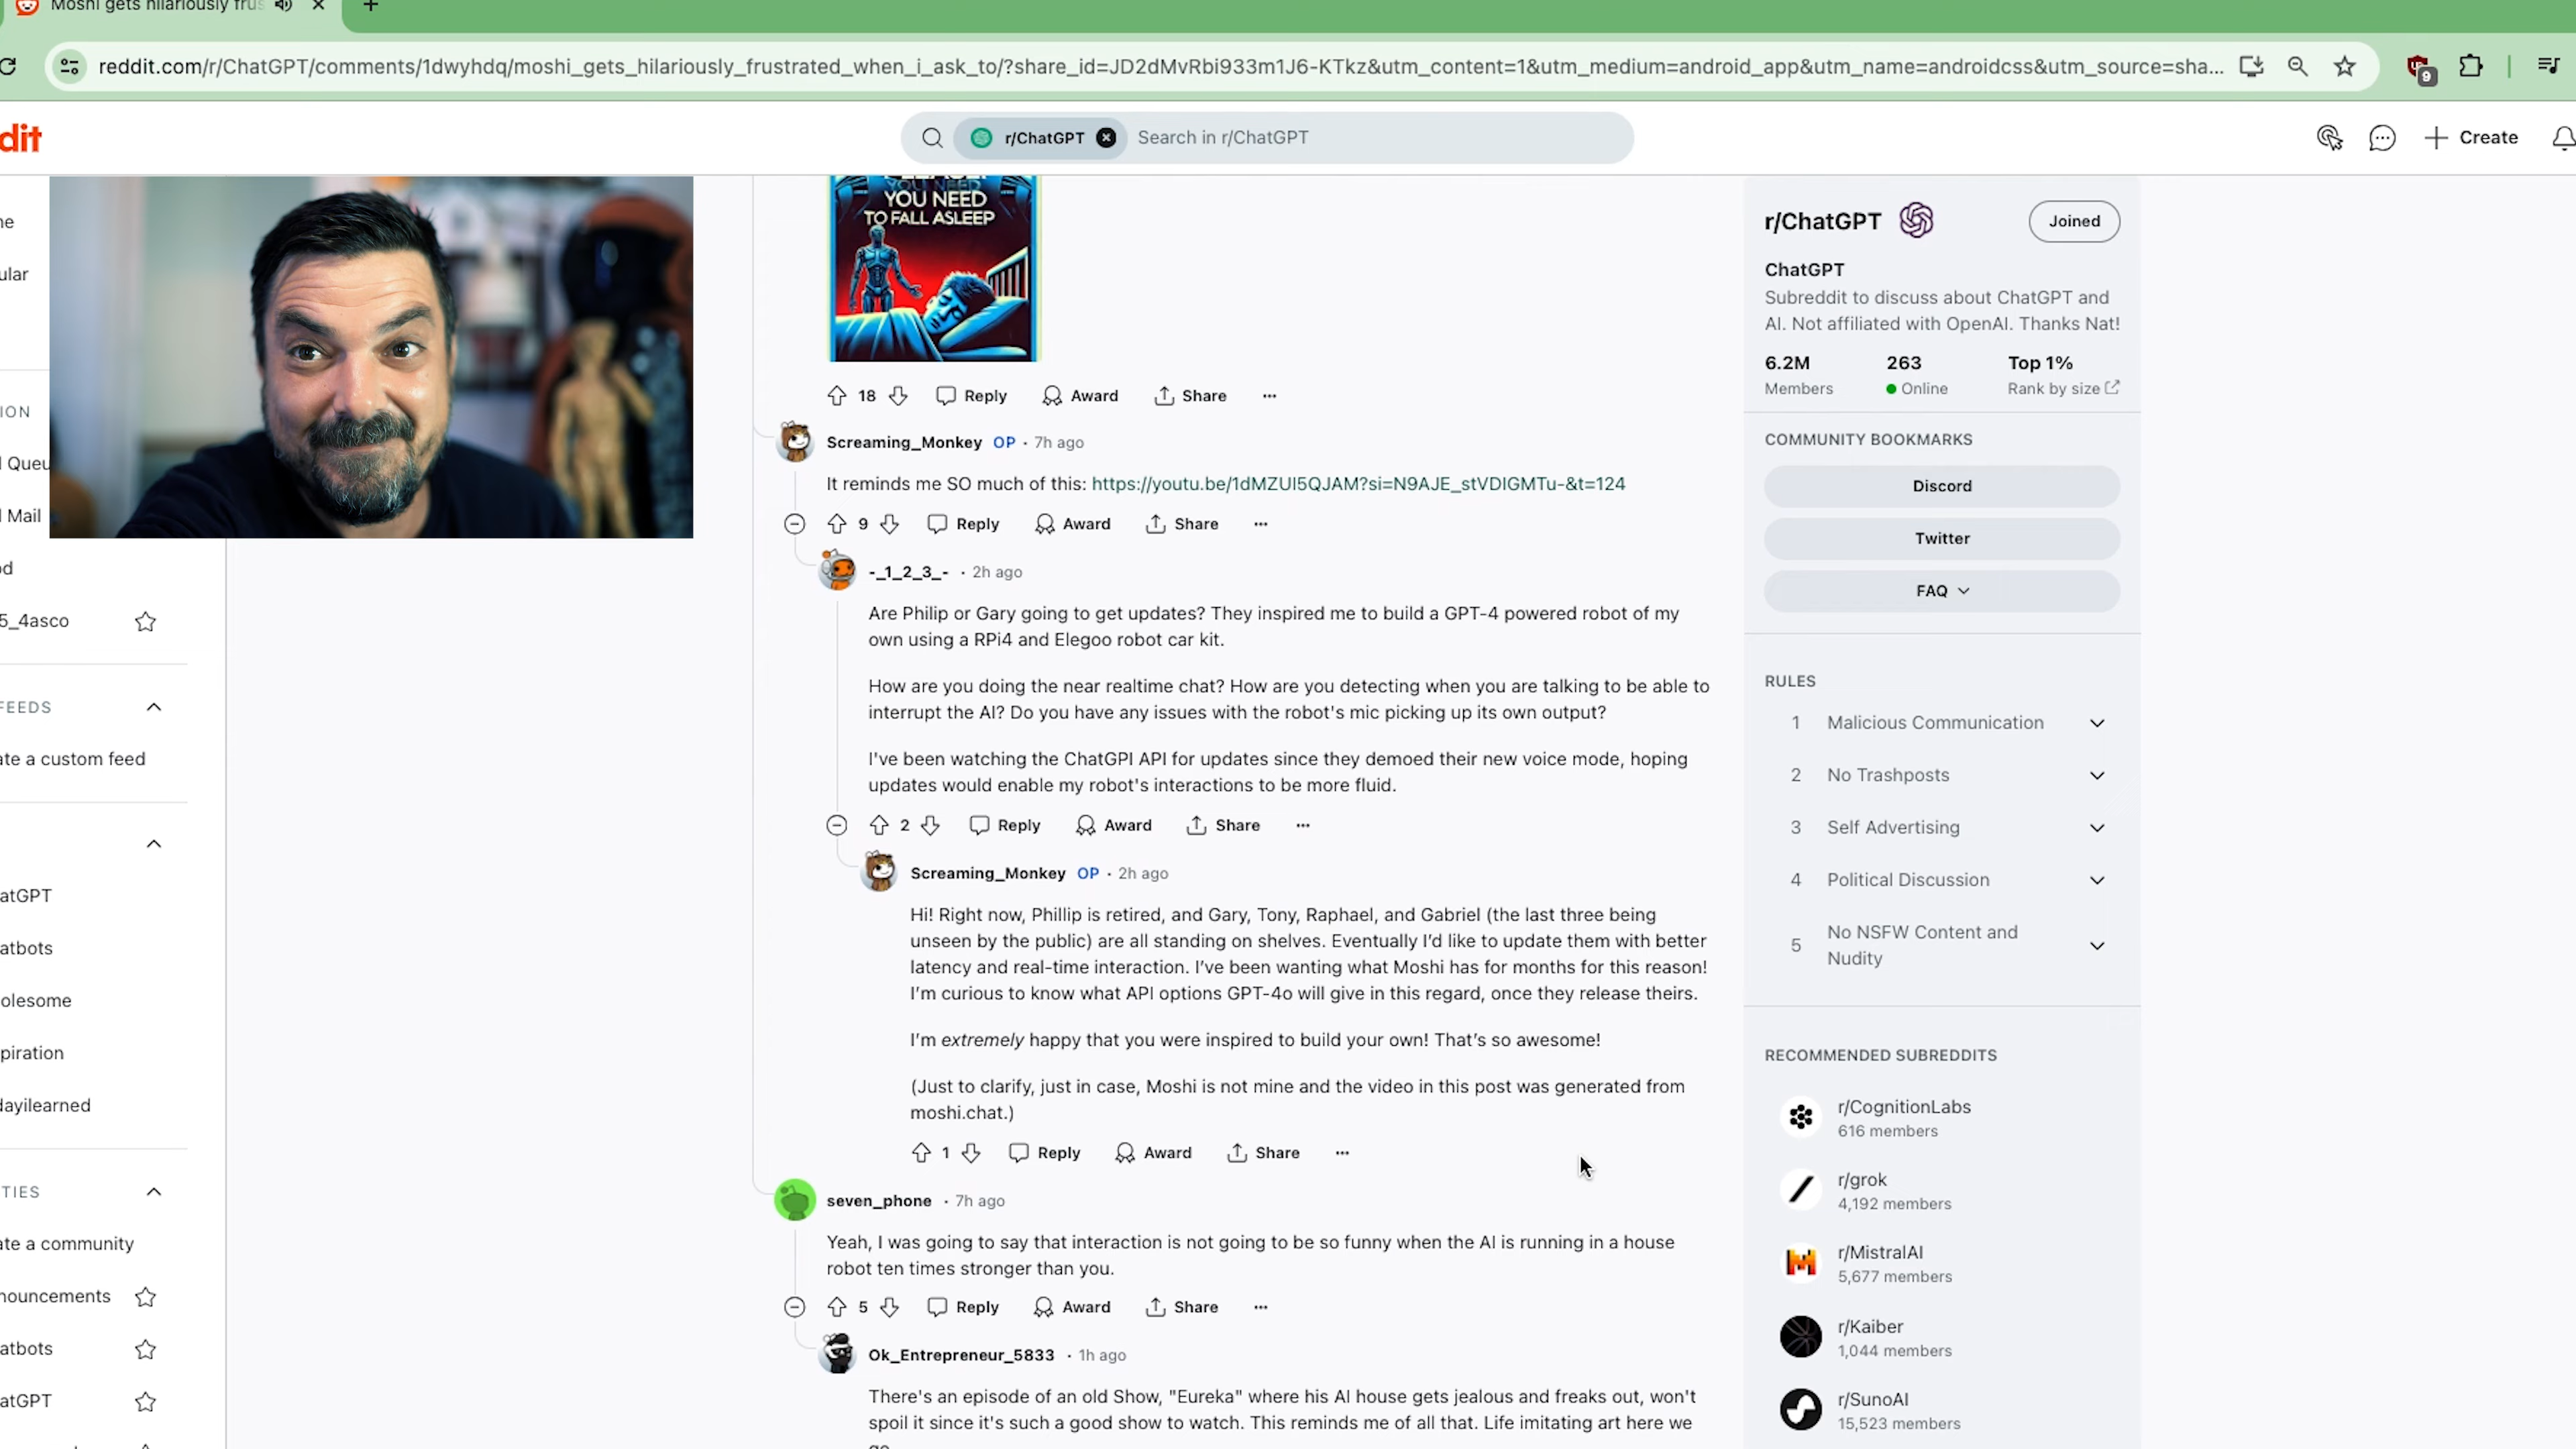 Moshi gets hilariously frus
reddit.com/r/ChatGPT/comments/1dwyhdq/moshi_gets_hilariously_frustrated_when_i_ask_to/?share_id=JD2dMvRbi933m1J6-KTkz&utm_content=1&utm_medium=android_app&utm_name=androidcss&utm_source=sha...
9
dit
r/ChatGPT
Search in r/ChatGPT
Create
ne
ular
ION
l Queu
l Mail
od
5_4asco
FEEDS
ate a custom feed
atGPT
atbots
olesome
piration
dayilearned
TIES
ate a community
nouncements
atbots
atGPT
YOU NEED
TO FALL ASLEEP
18 Reply Award Share ...
Screaming_Monkey OP · 7h ago
It reminds me SO much of this: https://youtu.be/1dMZUI5QJAM?si=N9AJE_stVDIGMTu-&t=124
9 Reply Award Share ...
-_1_2_3_- · 2h ago
Are Philip or Gary going to get updates? They inspired me to build a GPT-4 powered robot of my
own using a RPi4 and Elegoo robot car kit.
How are you doing the near realtime chat? How are you detecting when you are talking to be able to
interrupt the AI? Do you have any issues with the robot's mic picking up its own output?
I've been watching the ChatGPI API for updates since they demoed their new voice mode, hoping
updates would enable my robot's interactions to be more fluid.
2 Reply Award Share ...
Screaming_Monkey OP · 2h ago
Hi! Right now, Phillip is retired, and Gary, Tony, Raphael, and Gabriel (the last three being
unseen by the public) are all standing on shelves. Eventually I’d like to update them with better
latency and real-time interaction. I’ve been wanting what Moshi has for months for this reason!
I’m curious to know what API options GPT-4o will give in this regard, once they release theirs.
I’m extremely happy that you were inspired to build your own! That’s so awesome!
(Just to clarify, just in case, Moshi is not mine and the video in this post was generated from
moshi.chat.)
1 Reply Award Share ...
seven_phone · 7h ago
Yeah, I was going to say that interaction is not going to be so funny when the AI is running in a house
robot ten times stronger than you.
5 Reply Award Share ...
Ok_Entrepreneur_5833 · 1h ago
There's an episode of an old Show, "Eureka" where his AI house gets jealous and freaks out, won't
spoil it since it's such a good show to watch. This reminds me of all that. Life imitating art here we
r/ChatGPT
Joined
ChatGPT
Subreddit to discuss about ChatGPT and
AI. Not affiliated with OpenAI. Thanks Nat!
6.2M 263 Top 1%
Members Online Rank by size
COMMUNITY BOOKMARKS
Discord
Twitter
FAQ
RULES
1 Malicious Communication
2 No Trashposts
3 Self Advertising
4 Political Discussion
5 No NSFW Content and
Nudity
RECOMMENDED SUBREDDITS
r/CognitionLabs
616 members
r/grok
4,192 members
r/MistralAI
5,677 members
r/Kaiber
1,044 members
r/SunoAI
15,523 members